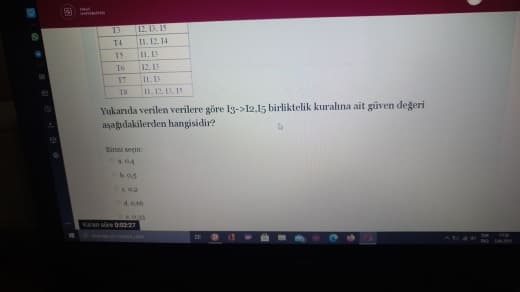 T3 I2, I3, I5
T4 I1, I2, I4
T5 I1, I3
T6 I2, I3
T7 I1, I3
T8 I1, I2, I3, I5
Yukarıda verilen verilere göre I3->I2,I5 birliktelik kuralına ait güven değeri
aşağıdakilerden hangisidir?
Birini seçin:
a. 0,4
b. 0,5
c. 0,2
d. 0,66
e. 0,33
Kalan süre 0:03:27